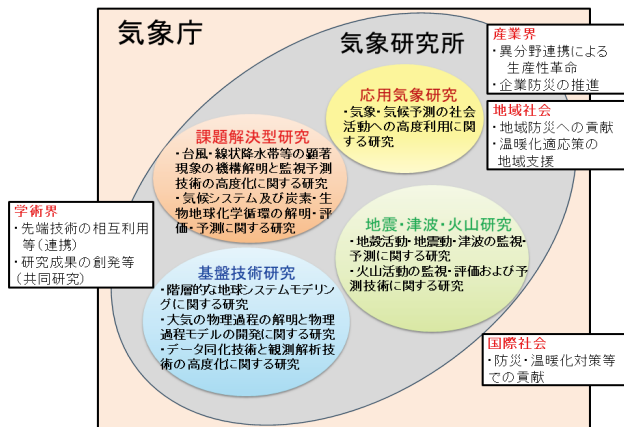 気象庁
気象研究所
産業界
・異分野連携による
生産性革命
・企業防災の推進
応用気象研究
・気象・気候予測の社会
活動への高度利用に関
する研究
地域社会
・地域防災への貢献
・温暖化適応策の
地域支援
課題解決型研究
・台風・線状降水帯等の顕著
現象の機構解明と監視予測
技術の高度化に関する研究
・気候システム及び炭素・生
物地球化学循環の解明・評
価・予測に関する研究
学術界
・先端技術の相互利用
等(連携)
・研究成果の創発等
(共同研究)
地震・津波・火山研究
・地殻活動・地震動・津波の監視・
予測に関する研究
・火山活動の監視・評価および予
測技術に関する研究
基盤技術研究
・階層的な地球システムモデリン
グに関する研究
・大気の物理過程の解明と物理
過程モデルの開発に関する研究
・データ同化技術と観測解析技
術の高度化に関する研究
国際社会
・防災・温暖化対策等
での貢献